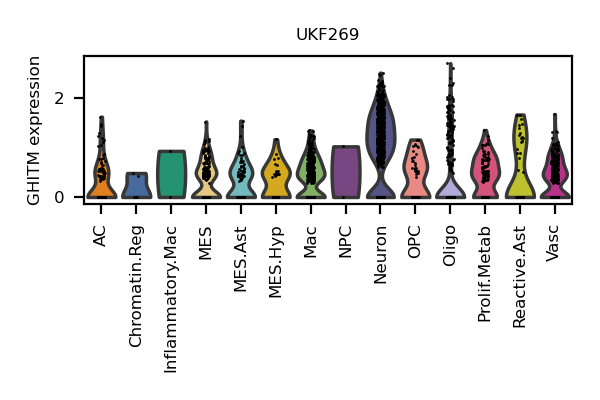 UKF269
GHITM expression
2
0
AC
Chromatin.Reg
Inflammatory.Mac
MES
MES.Ast
MES.Hyp
Mac
NPC
Neuron
OPC
Oligo
Prolif.Metab
Reactive.Ast
Vasc